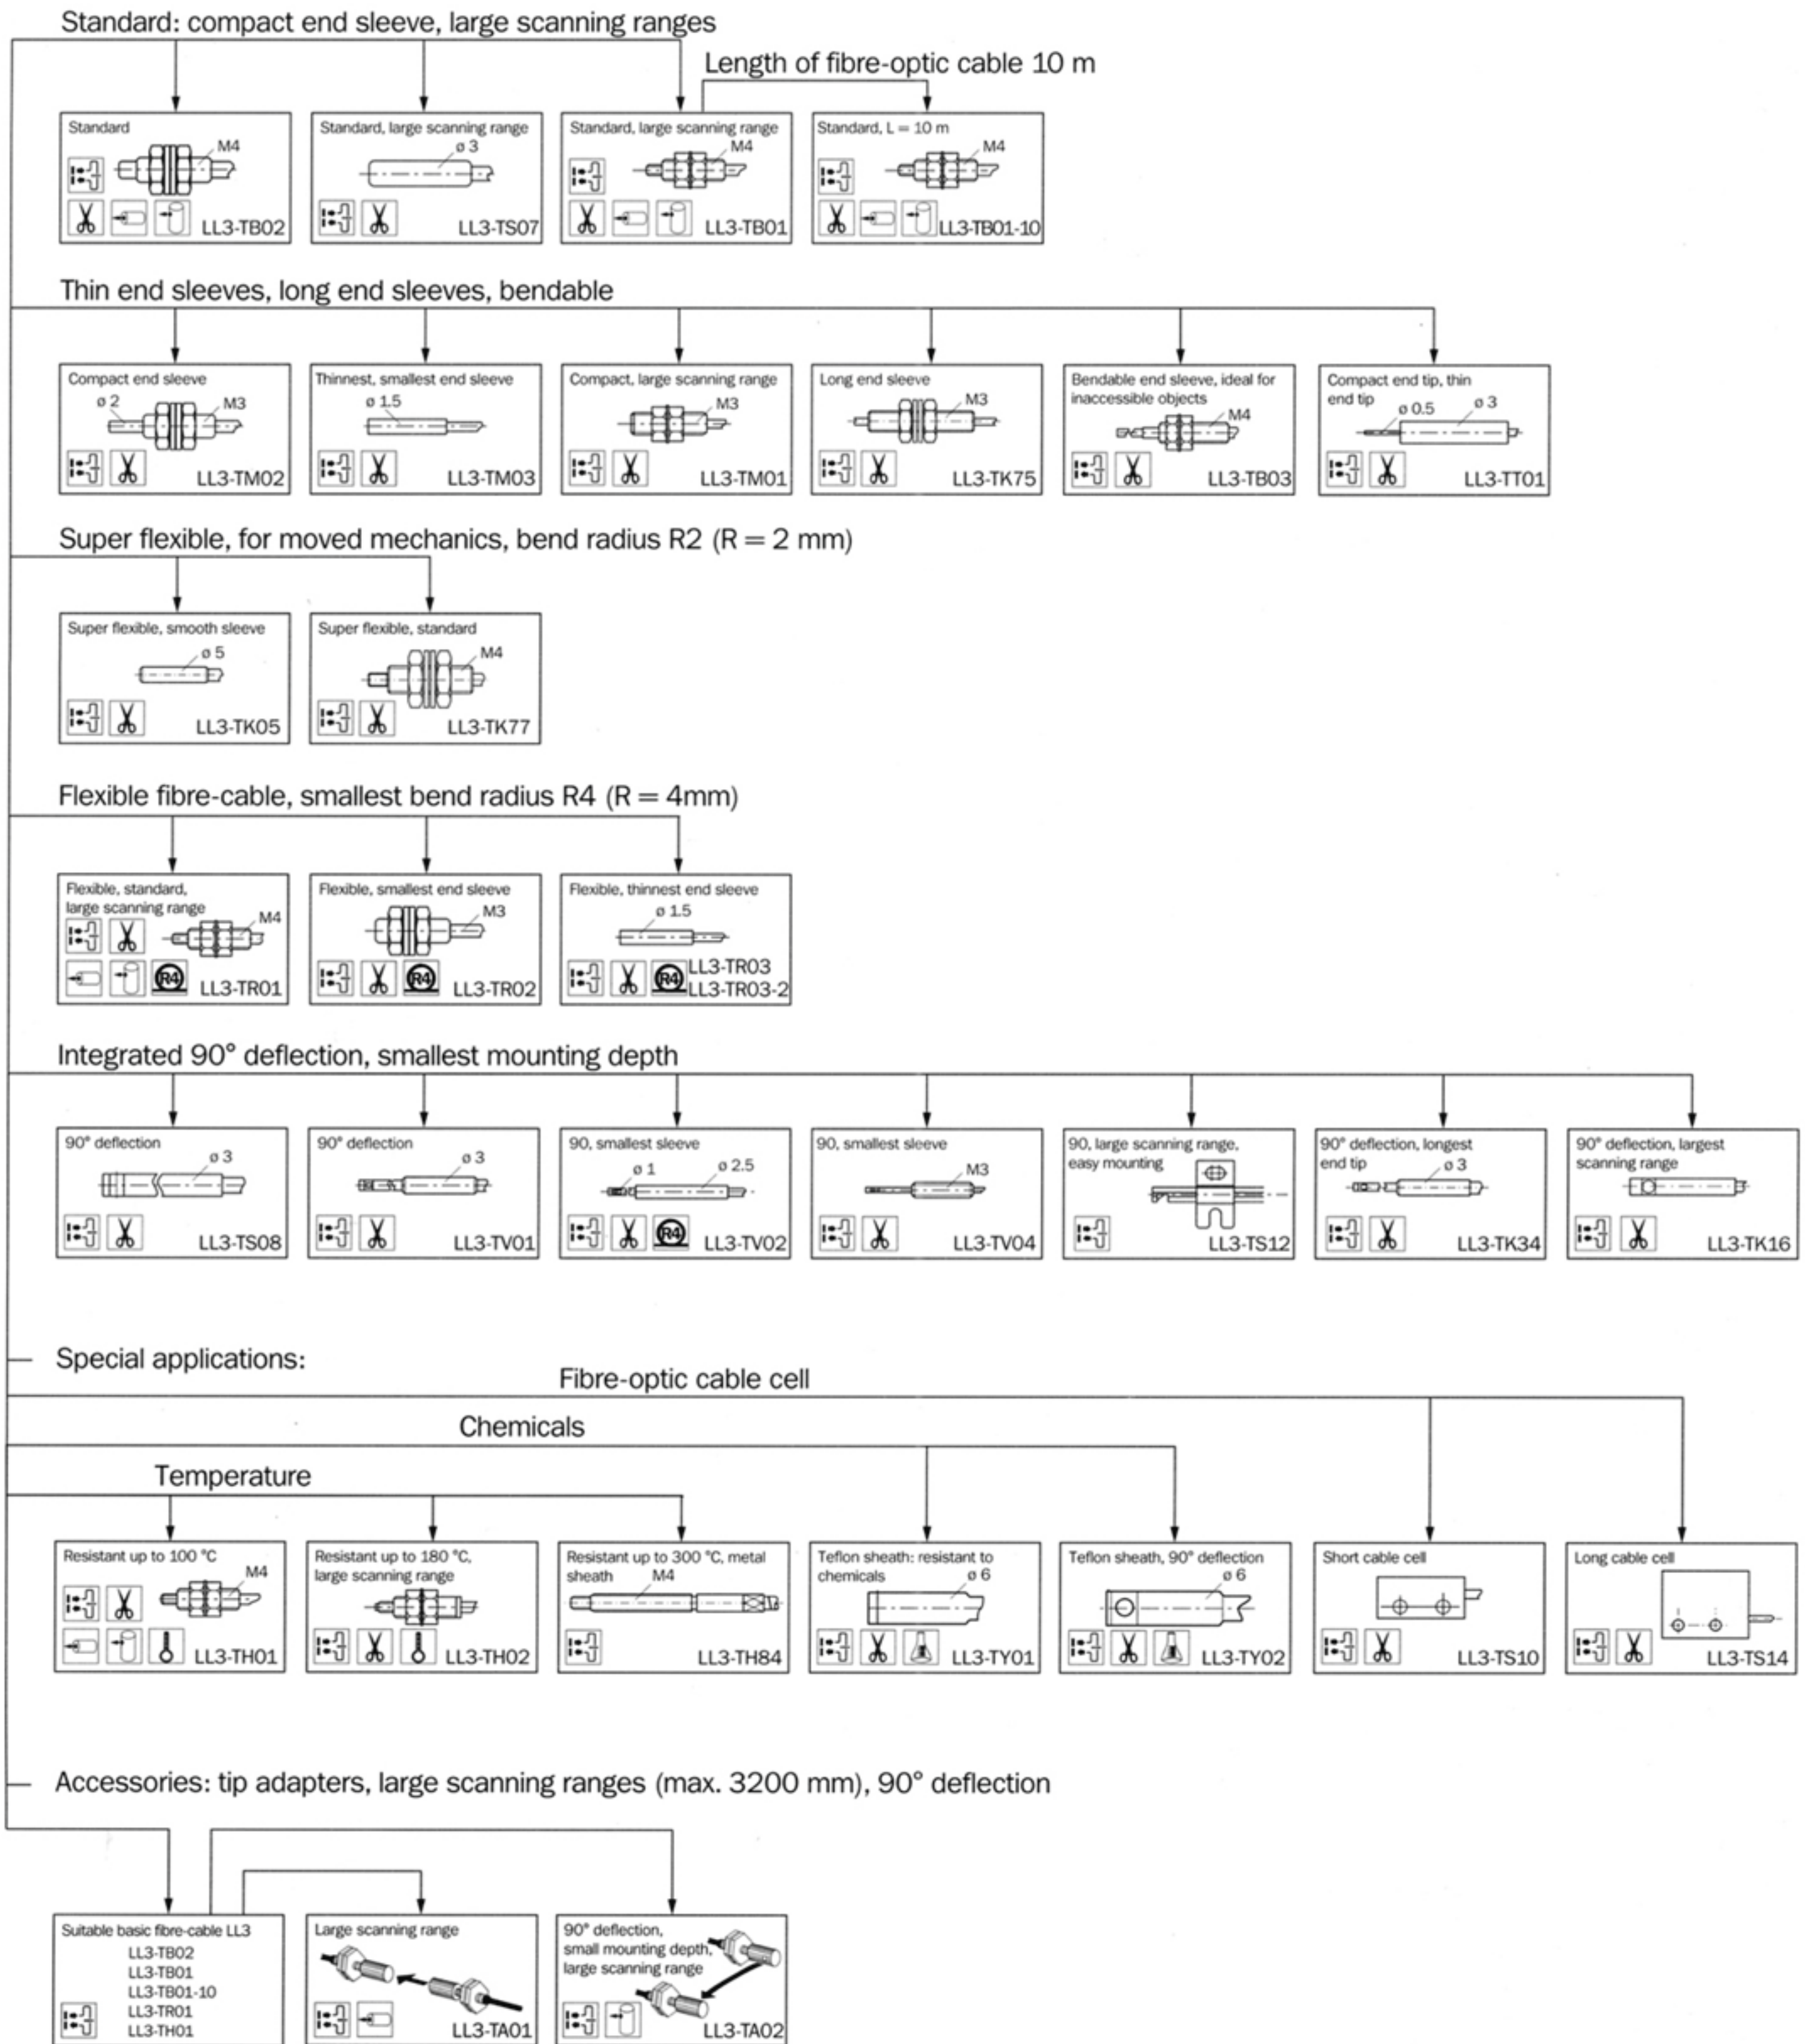 Standard: compact end sleeve, large scanning ranges
Length of fibre-optic cable 10 m
Standard
M4
LL3-TB02
Standard, large scanning range
ø 3
LL3-TS07
Standard, large scanning range
M4
LL3-TB01
Standard, L = 10 m
M4
LL3-TB01-10
Thin end sleeves, long end sleeves, bendable
Compact end sleeve
ø 2
M3
LL3-TM02
Thinnest, smallest end sleeve
ø 1.5
LL3-TM03
Compact, large scanning range
M3
LL3-TM01
Long end sleeve
M3
LL3-TK75
Bendable end sleeve, ideal for
inaccessible objects
M4
LL3-TB03
Compact end tip, thin
end tip
ø 0.5
ø 3
LL3-TT01
Super flexible, for moved mechanics, bend radius R2 (R = 2 mm)
Super flexible, smooth sleeve
ø 5
LL3-TK05
Super flexible, standard
M4
LL3-TK77
Flexible fibre-cable, smallest bend radius R4 (R = 4mm)
Flexible, standard,
large scanning range
M4
R4
LL3-TR01
Flexible, smallest end sleeve
M3
R4
LL3-TR02
Flexible, thinnest end sleeve
ø 1.5
R4
LL3-TR03
LL3-TR03-2
Integrated 90° deflection, smallest mounting depth
90° deflection
ø 3
LL3-TS08
90° deflection
ø 3
LL3-TV01
90, smallest sleeve
ø 1
ø 2.5
R4
LL3-TV02
90, smallest sleeve
M3
LL3-TV04
90, large scanning range,
easy mounting
LL3-TS12
90° deflection, longest
end tip
ø 3
LL3-TK34
90° deflection, largest
scanning range
LL3-TK16
Special applications:
Fibre-optic cable cell
Chemicals
Temperature
Resistant up to 100 °C
M4
LL3-TH01
Resistant up to 180 °C,
large scanning range
LL3-TH02
Resistant up to 300 °C, metal
sheath
M4
LL3-TH84
Teflon sheath: resistant to
chemicals
ø 6
LL3-TY01
Teflon sheath, 90° deflection
ø 6
LL3-TY02
Short cable cell
LL3-TS10
Long cable cell
LL3-TS14
Accessories: tip adapters, large scanning ranges (max. 3200 mm), 90° deflection
Suitable basic fibre-cable LL3
LL3-TB02
LL3-TB01
LL3-TB01-10
LL3-TR01
LL3-TH01
Large scanning range
LL3-TA01
90° deflection,
small mounting depth,
large scanning range
LL3-TA02